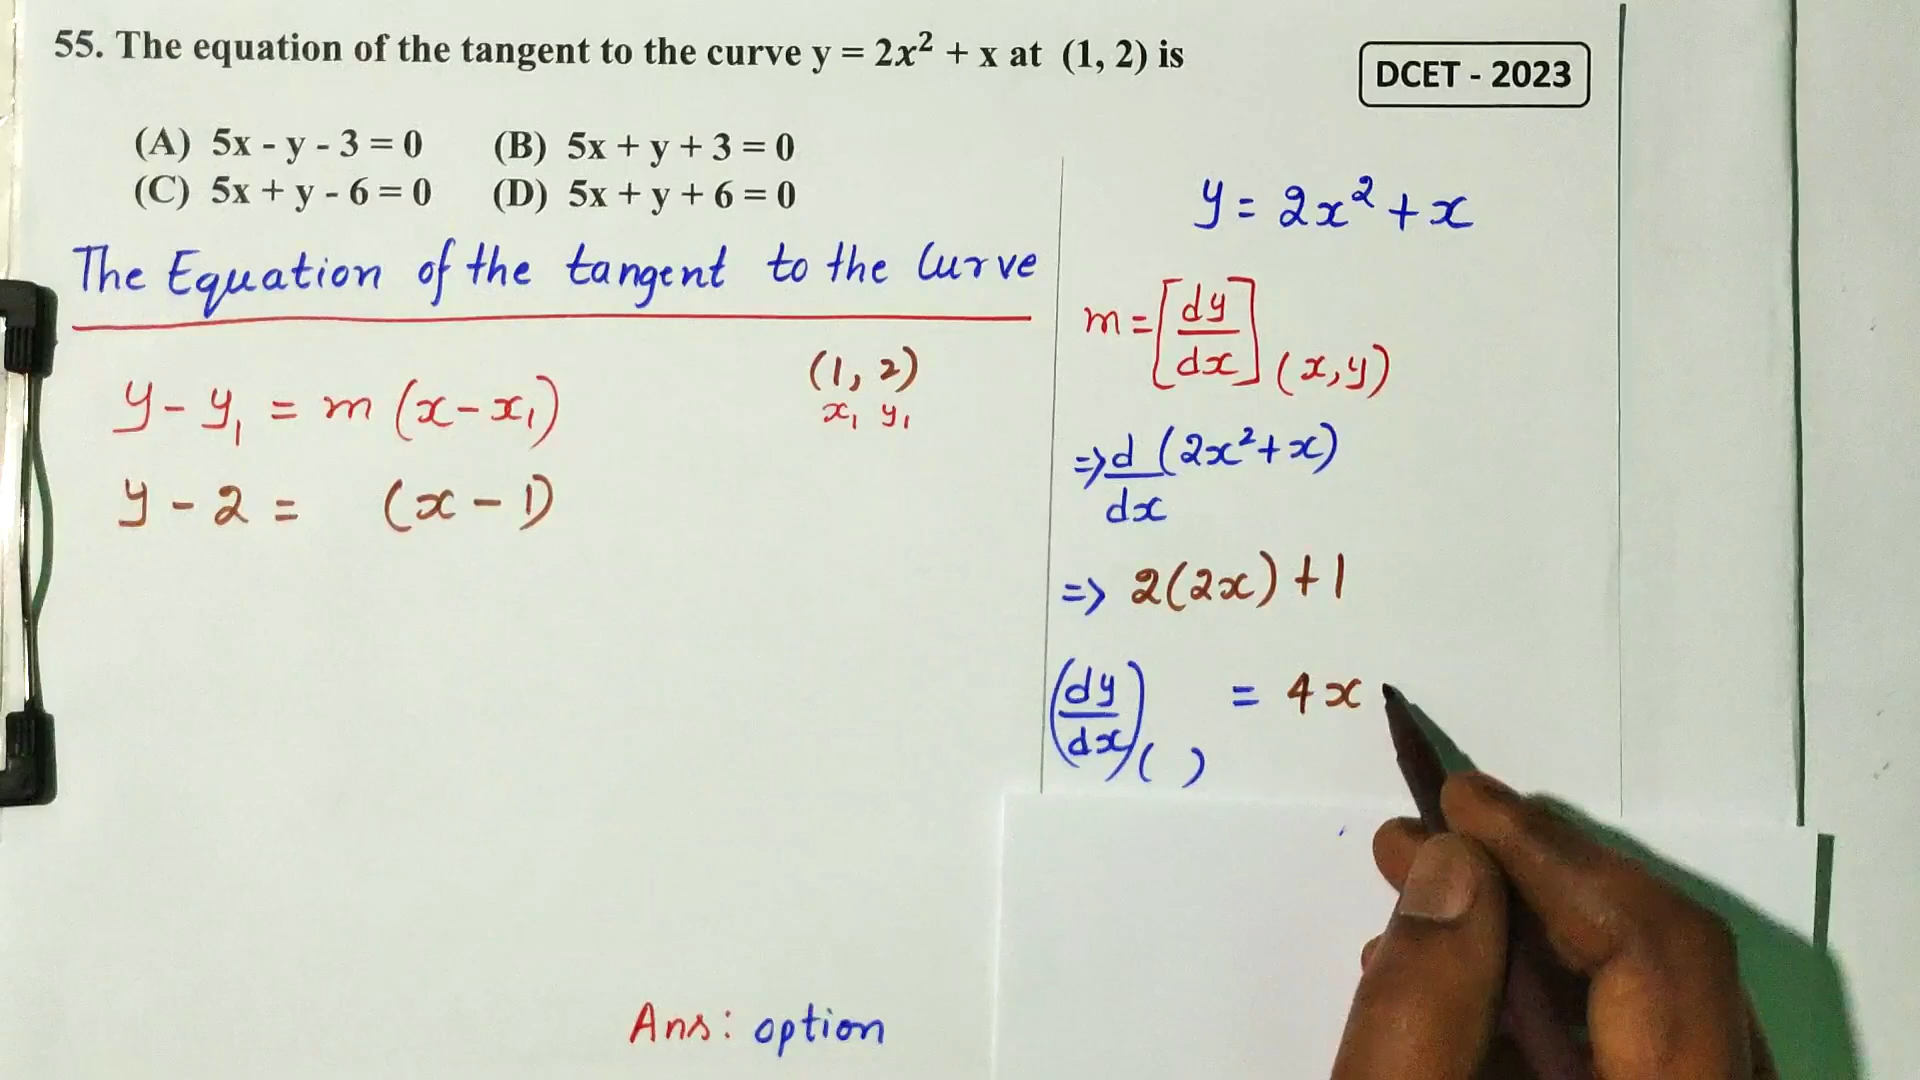 55. The equation of the tangent to the curve y = 2x² + x at (1, 2) is
DCET - 2023
(A) 5x - y - 3 = 0 (B) 5x + y + 3 = 0
(C) 5x + y - 6 = 0 (D) 5x + y + 6 = 0
The Equation of the tangent to the Curve
y - y₁ = m (x - x₁)
(1, 2)
x₁ y₁
y - 2 = (x - 1)
y = 2x² + x
m = [dy/dx] (x, y)
=> d/dx (2x² + x)
=> 2(2x) + 1
(dy/dx) ( ) = 4x
Ans: option